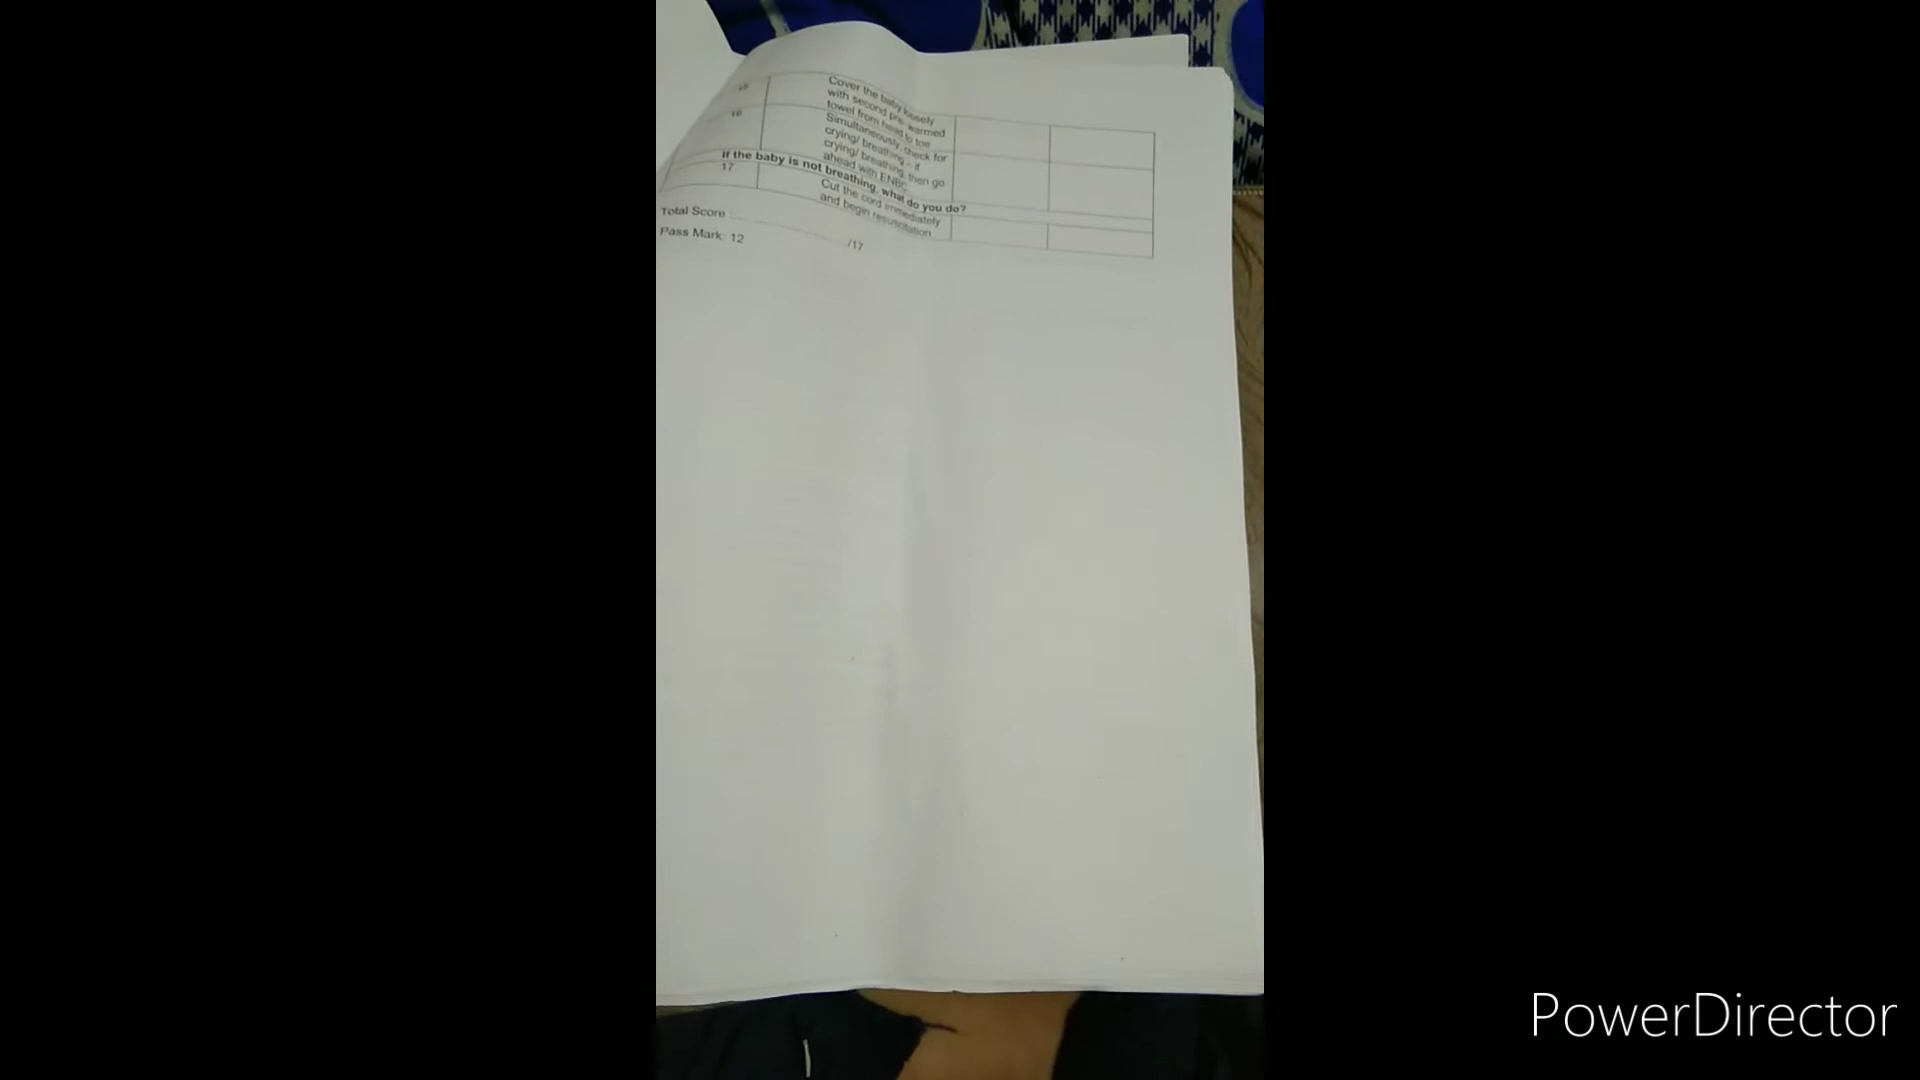 15
Cover the baby loosely
with second pre warmed
towel from head to toe
16
Simultaneously, check for
crying/ breathing - if
crying/ breathing, then go
ahead with ENBC
If the baby is not breathing, what do you do?
17
Cut the cord immediately
and begin resuscitation
Total Score : ............................ /17
Pass Mark: 12
PowerDirector